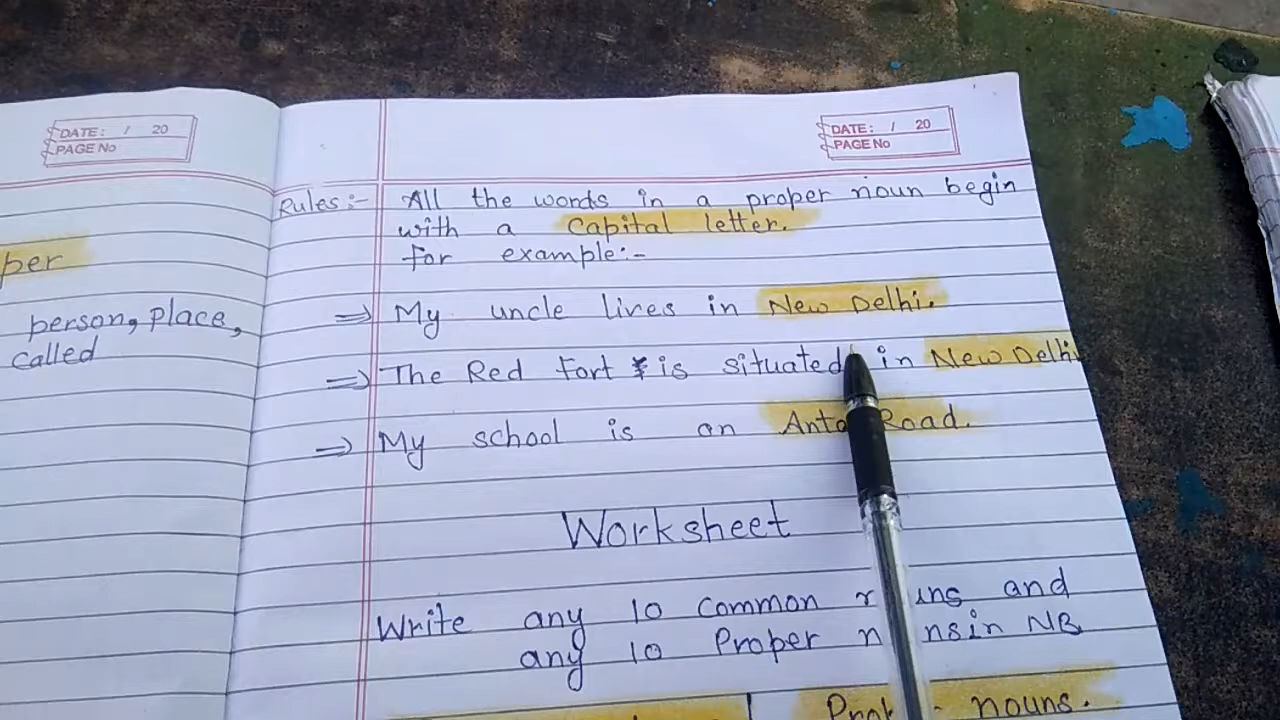 DATE: / 20
PAGE No
per
person, place,
called
DATE: / 20
PAGE No
Rules:- All the words in a proper noun begin
with a Capital letter.
for example:-
⇒ My uncle lives in New Delhi.
⇒ The Red Fort is situated in New Delhi
⇒ My school is on Road.
Worksheet
Write any 10 common and
any 10 Proper in NB.
nouns.